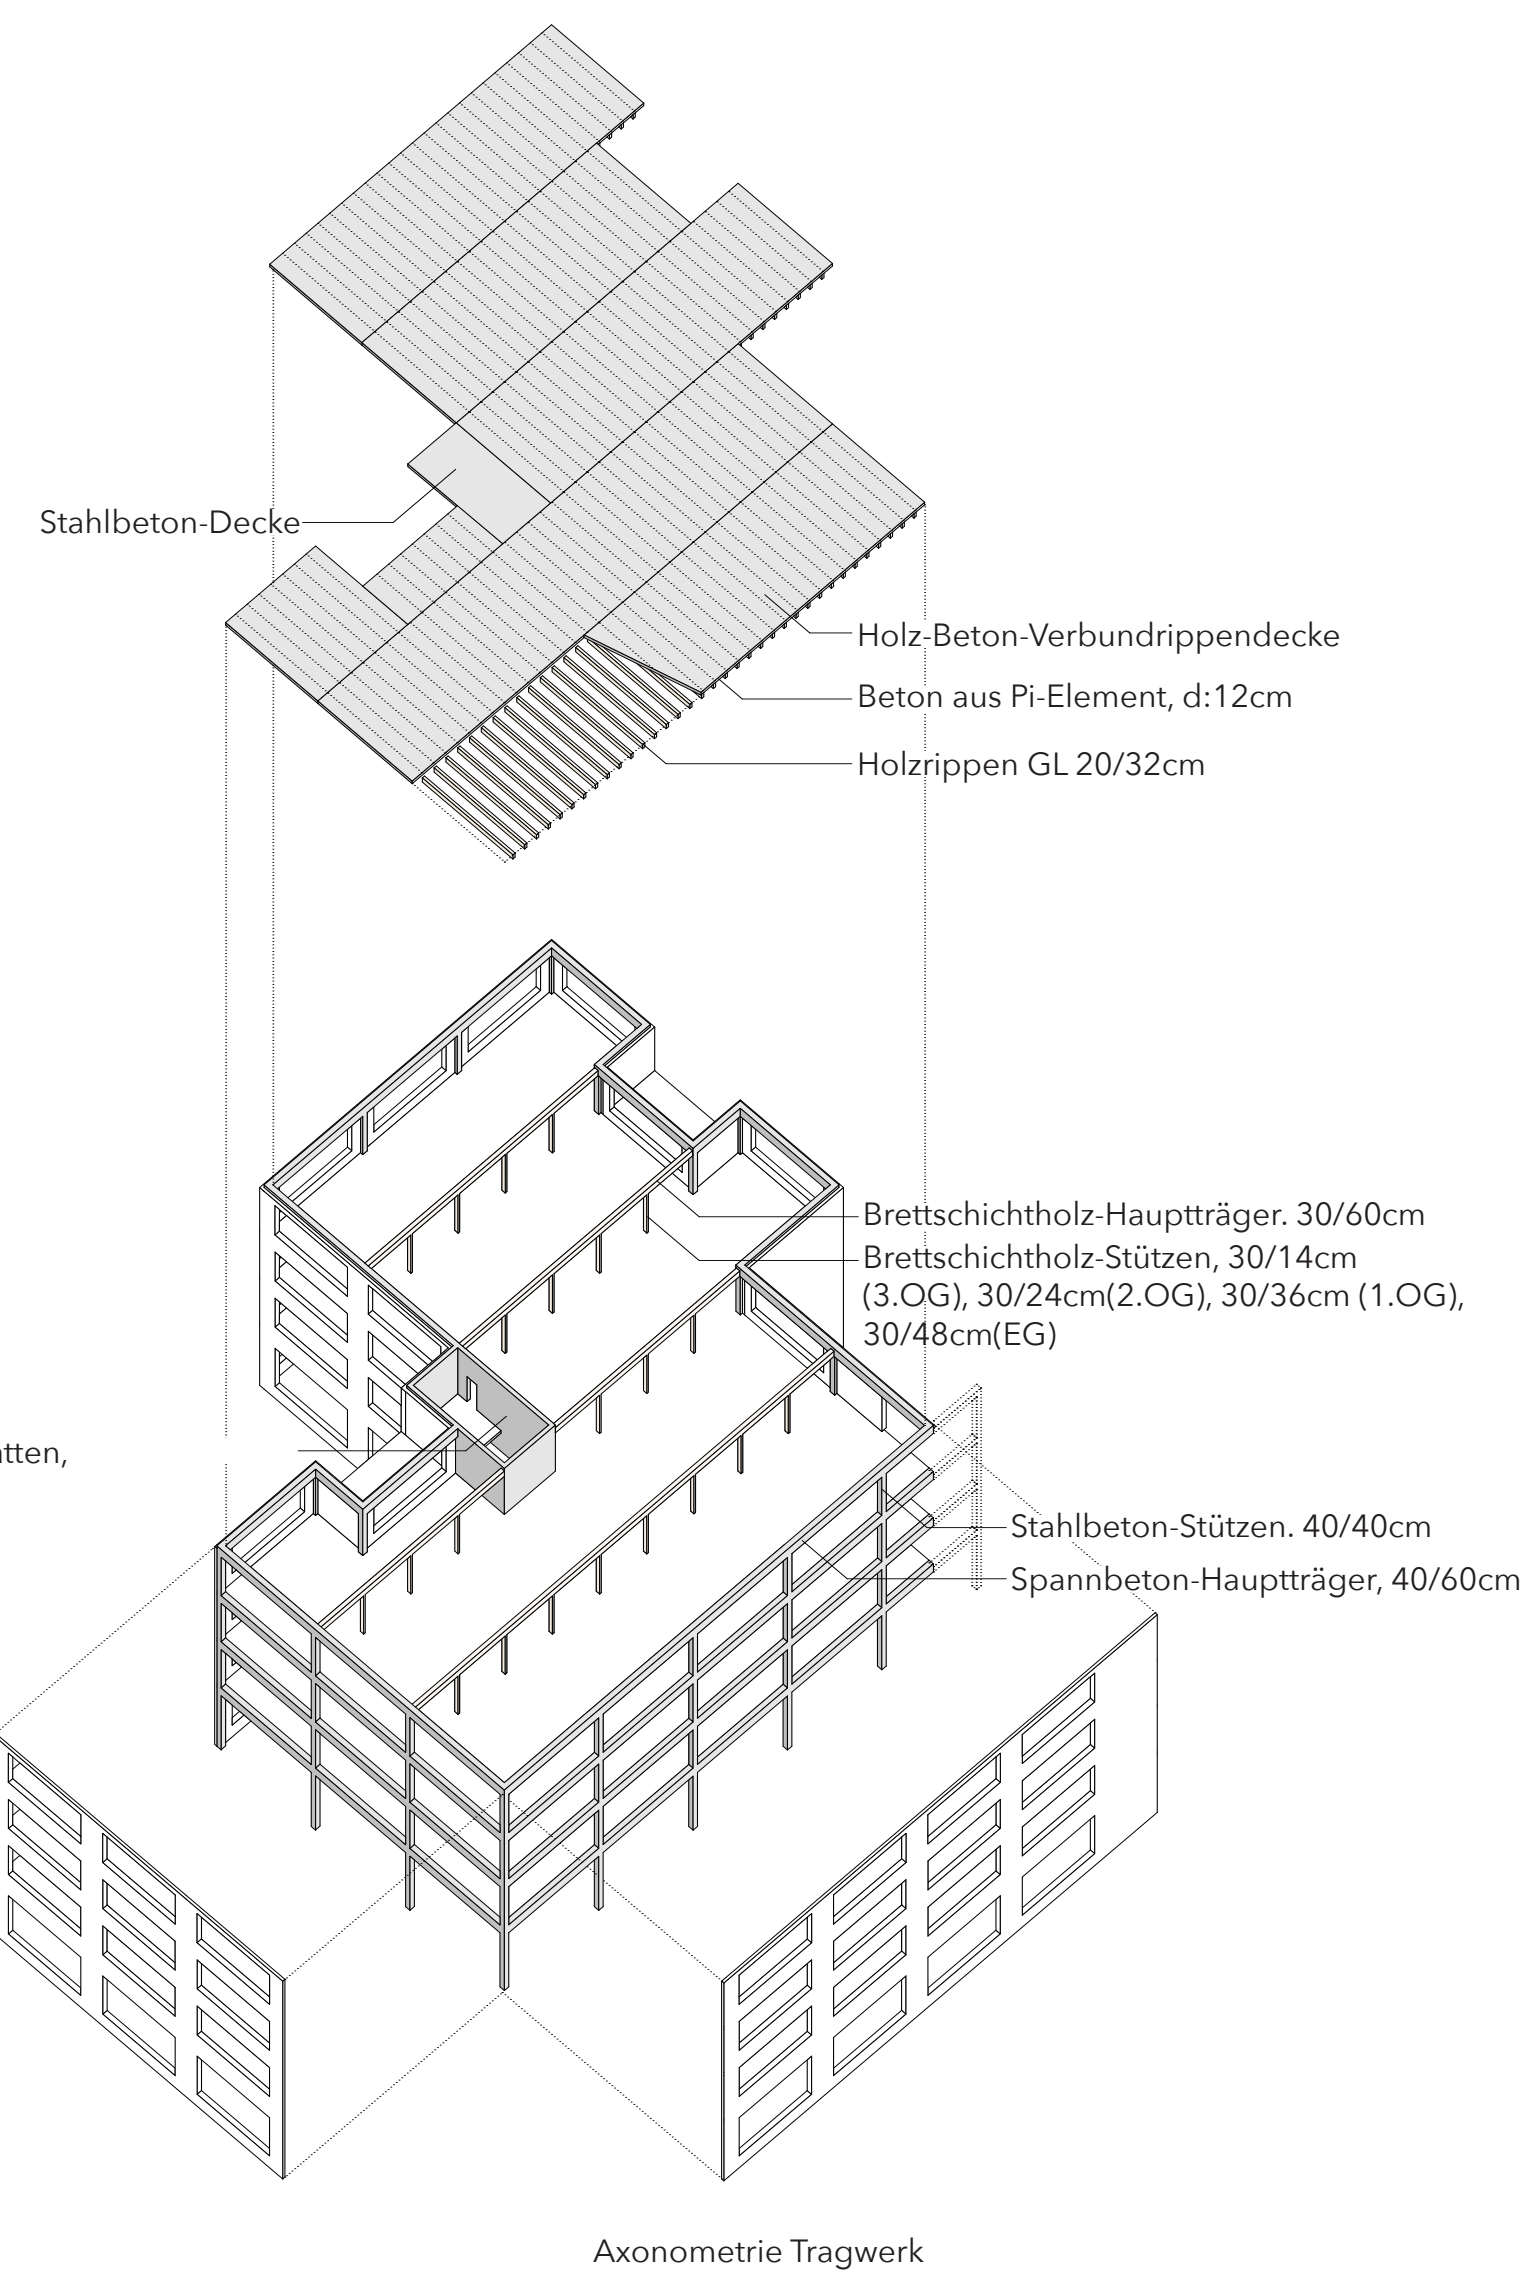 Stahlbeton-Decke
Holz-Beton-Verbundrippendecke
Beton aus Pi-Element, d:12cm
Holzrippen GL 20/32cm
Brettschichtholz-Hauptträger. 30/60cm
Brettschichtholz-Stützen, 30/14cm
(3.OG), 30/24cm(2.OG), 30/36cm (1.OG),
30/48cm(EG)
Stahlbeton-Stützen. 40/40cm
Spannbeton-Hauptträger, 40/60cm
Axonometrie Tragwerk